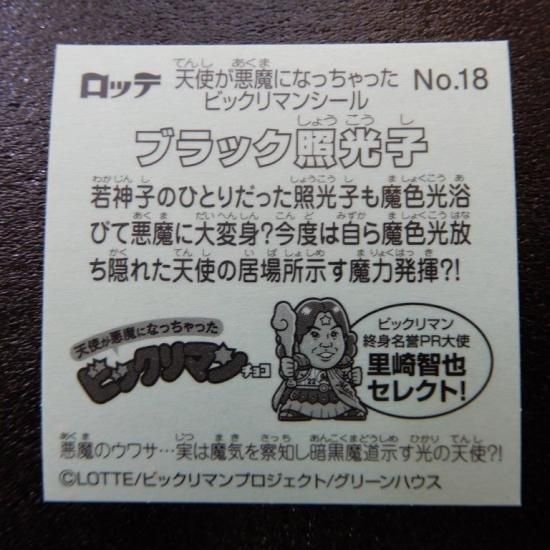 ロッテ
天使が悪魔になっちゃった
ビックリマンシール
No.18
ブラック照光子
若神子のひとりだった照光子も魔色光浴
びて悪魔に大変身?今度は自ら魔色光放
ち隠れた天使の居場所示す魔力発揮?!
天使が悪魔になっちゃった
ビックリマン
チョコ
ビックリマン
終身名誉PR大使
里崎智也
セレクト!
悪魔のウワサ…実は魔気を察知し暗黒魔道示す光の天使?!
©LOTTE/ビックリマンプロジェクト/グリーンハウス